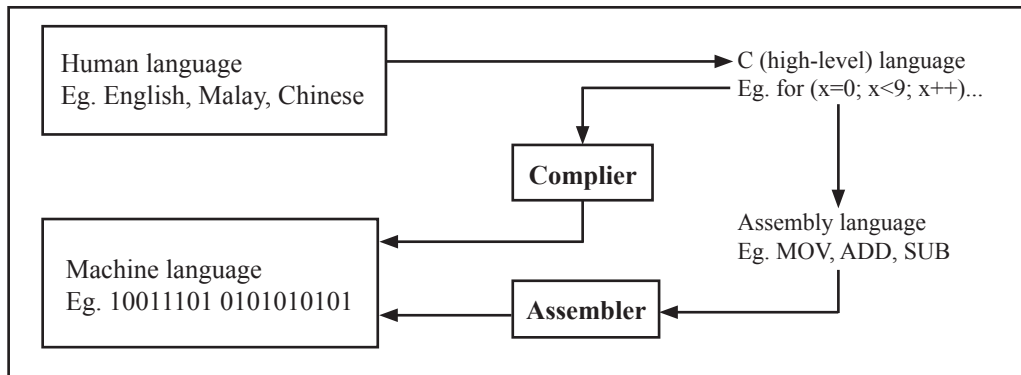 Human language
Eg. English, Malay, Chinese
C (high-level) language
Eg. for (x=0; x<9; x++)...
Complier
Assembly language
Eg. MOV, ADD, SUB
Machine language
Eg. 10011101 0101010101
Assembler